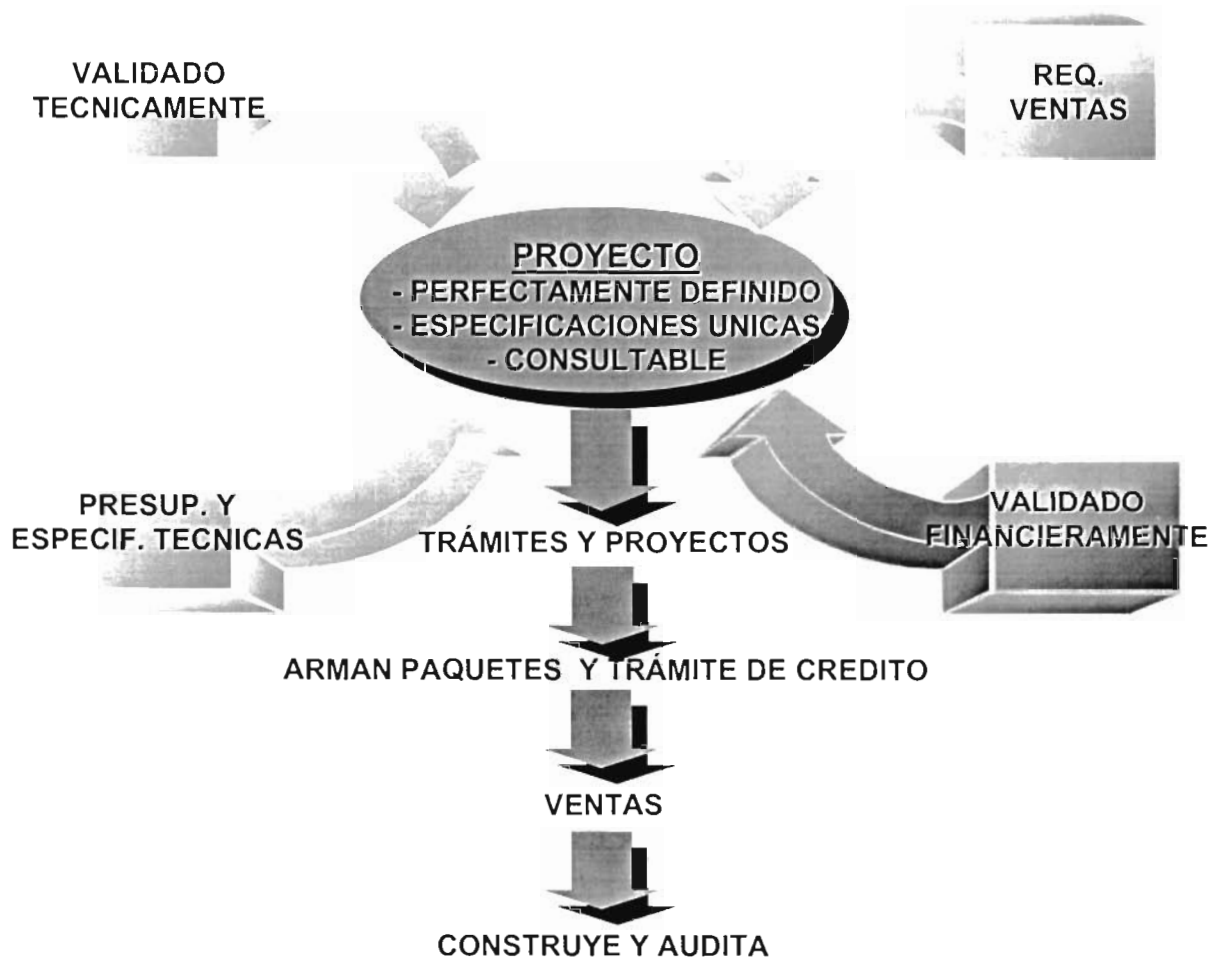 VALIDADO
TECNICAMENTE
REQ.
VENTAS
PROYECTO
- PERFECTAMENTE DEFINIDO
- ESPECIFICACIONES UNICAS
- CONSULTABLE
PRESUP. Y
ESPECIF. TECNICAS
VALIDADO
FINANCIERAMENTE
TRÁMITES Y PROYECTOS
ARMAN PAQUETES Y TRÁMITE DE CREDITO
VENTAS
CONSTRUYE Y AUDITA